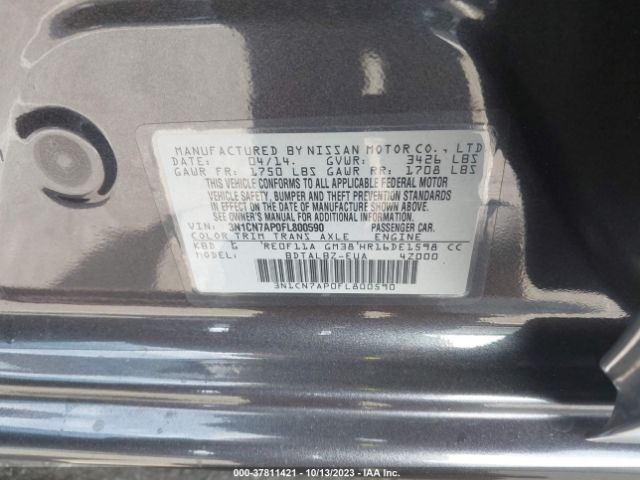 MANUFACTURED BY NISSAN MOTOR CO., LTD
DATE: 04/14. GVWR: 3426 LBS
GAWR FR: 1750 LBS GAWR RR: 1708 LBS
THIS VEHICLE CONFORMS TO ALL APPLICABLE FEDERAL MOTOR
VEHICLE SAFETY, BUMPER, AND THEFT PREVENTION STANDARDS
IN EFFECT ON THE DATE OF MANUFACTURE SHOWN ABOVE.
SEE OWNER'S MANUAL FOR ADDITIONAL INFORMATION.
VIN: 3N1CN7AP0FL800590 PASSENGER CAR.
COLOR TRIM TRANS AXLE ENGINE
KBD G RE0F11A GM38 HR16DE1598 CC
MODEL: BDTALBZ-EUA 4Z000
3N1CN7AP0FL800590
000-37811421 | 10/13/2023 | IAA Inc.